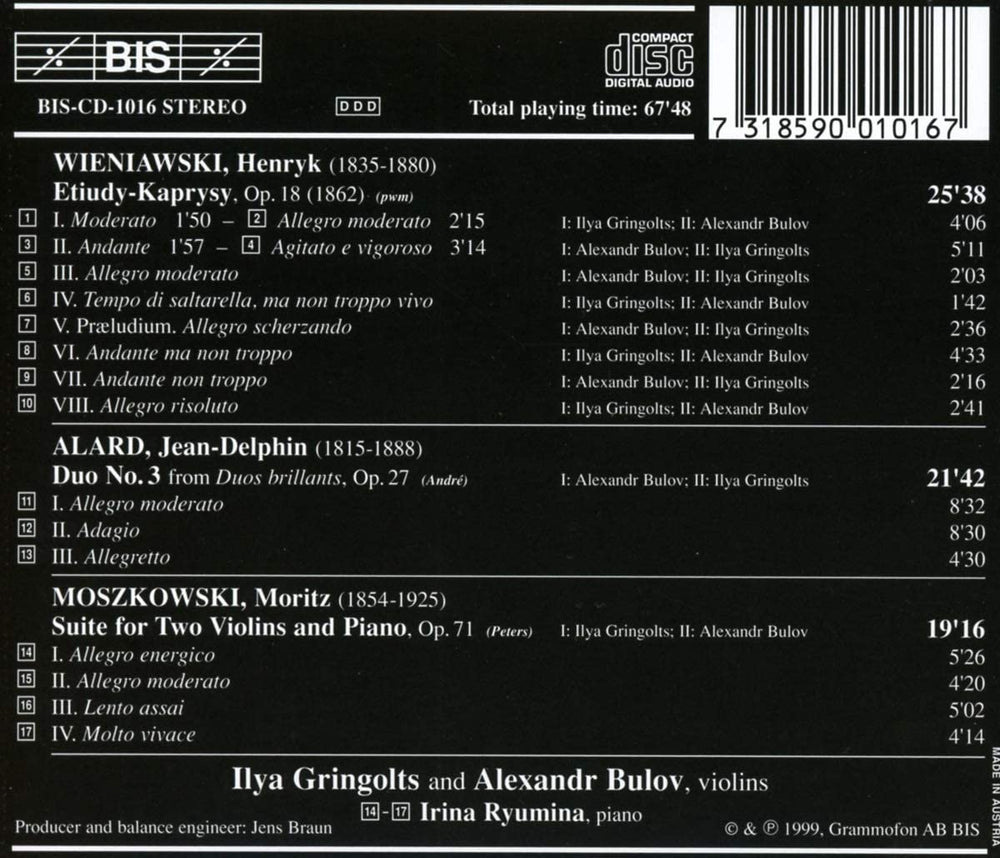 BIS
COMPACT
disc
DIGITAL AUDIO
BIS-CD-1016 STEREO DDD Total playing time: 67'48
7 318590 010167
WIENIAWSKI, Henryk (1835-1880)
Etiudy-Kaprysy, Op. 18 (1862) (pwm) 25'38
1 I. Moderato 1'50 – 2 Allegro moderato 2'15 I: Ilya Gringolts; II: Alexandr Bulov 4'06
3 II. Andante 1'57 – 4 Agitato e vigoroso 3'14 I: Alexandr Bulov; II: Ilya Gringolts 5'11
5 III. Allegro moderato I: Alexandr Bulov; II: Ilya Gringolts 2'03
6 IV. Tempo di saltarella, ma non troppo vivo I: Ilya Gringolts; II: Alexandr Bulov 1'42
7 V. Præludium. Allegro scherzando I: Alexandr Bulov; II: Ilya Gringolts 2'36
8 VI. Andante ma non troppo I: Ilya Gringolts; II: Alexandr Bulov 4'33
9 VII. Andante non troppo I: Alexandr Bulov; II: Ilya Gringolts 2'16
10 VIII. Allegro risoluto I: Ilya Gringolts; II: Alexandr Bulov 2'41
ALARD, Jean-Delphin (1815-1888)
Duo No. 3 from Duos brillants, Op. 27 (André) I: Alexandr Bulov; II: Ilya Gringolts 21'42
11 I. Allegro moderato 8'32
12 II. Adagio 8'30
13 III. Allegretto 4'30
MOSZKOWSKI, Moritz (1854-1925)
Suite for Two Violins and Piano, Op. 71 (Peters) I: Ilya Gringolts; II: Alexandr Bulov 19'16
14 I. Allegro energico 5'26
15 II. Allegro moderato 4'20
16 III. Lento assai 5'02
17 IV. Molto vivace 4'14
MADE IN AUSTRIA
Ilya Gringolts and Alexandr Bulov, violins
14-17 Irina Ryumina, piano
Producer and balance engineer: Jens Braun © & ℗ 1999, Grammofon AB BIS